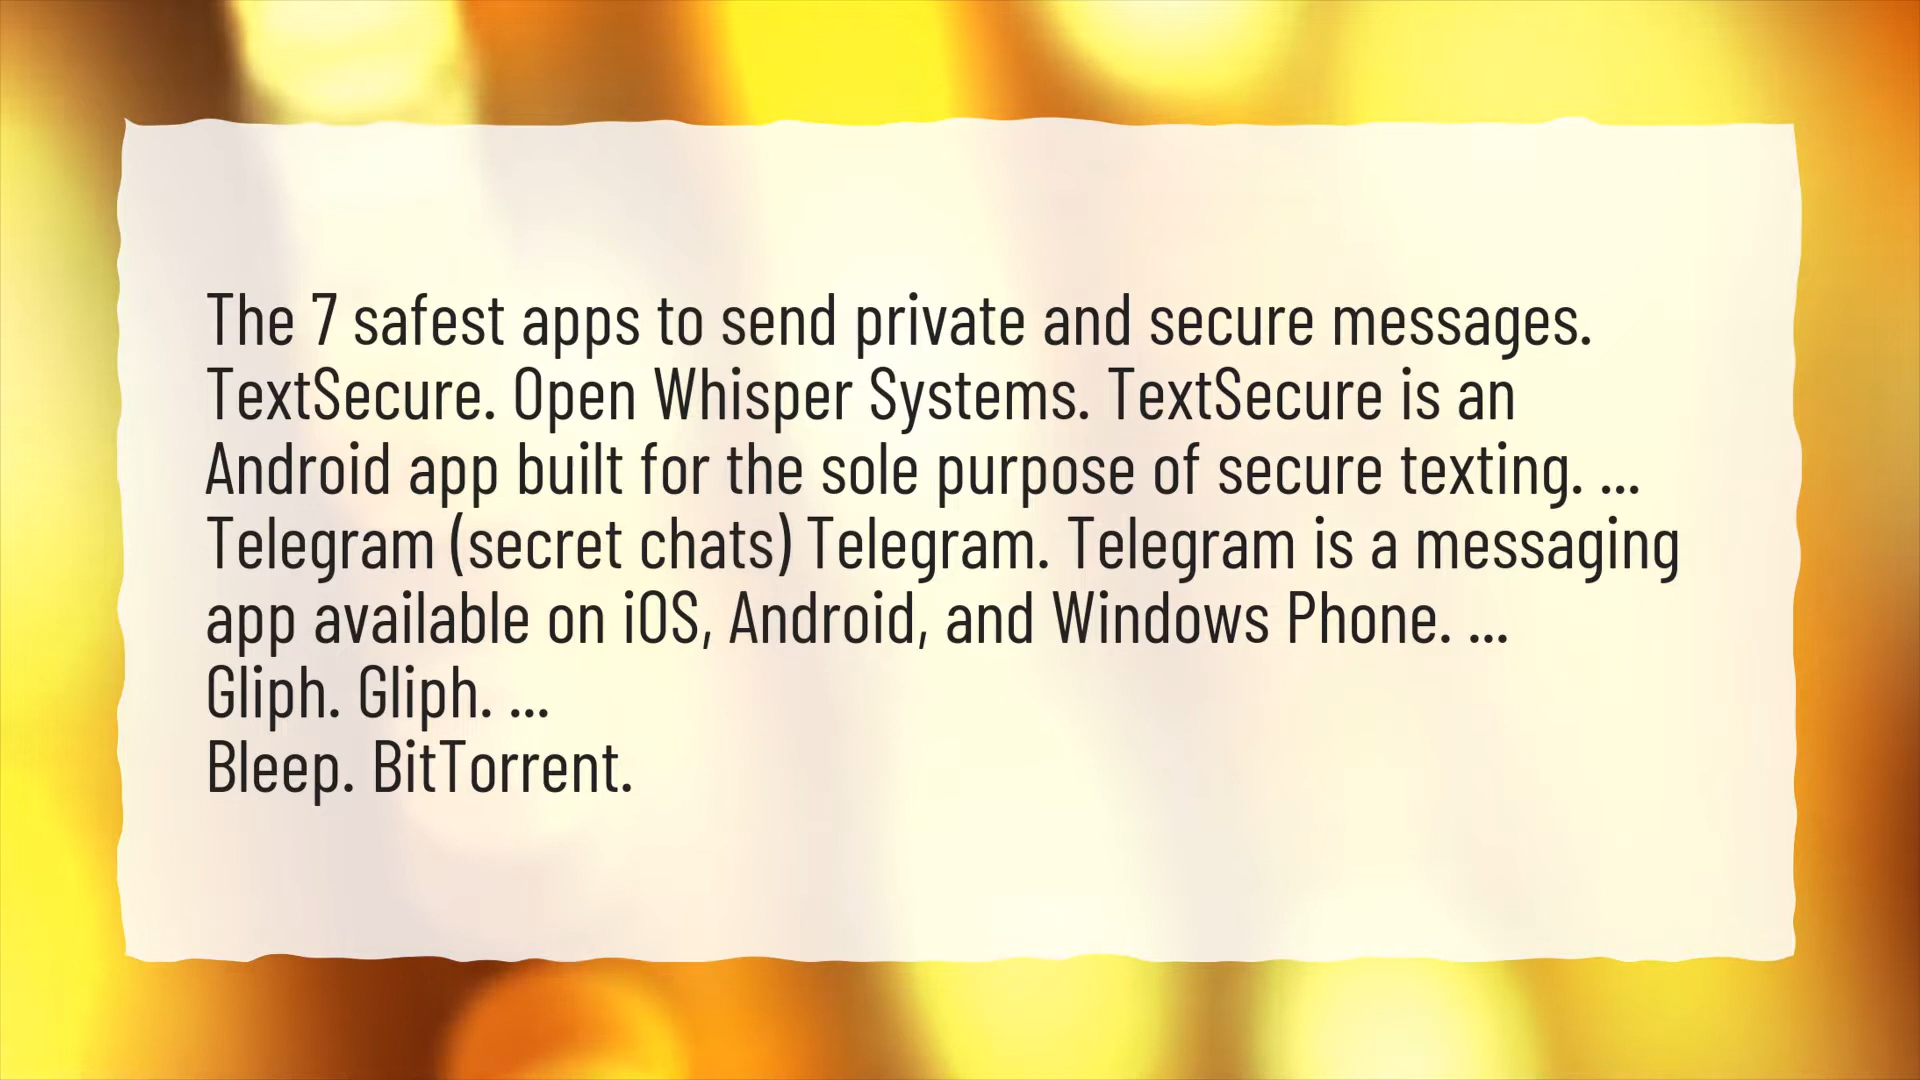 The 7 safest apps to send private and secure messages.
TextSecure. Open Whisper Systems. TextSecure is an
Android app built for the sole purpose of secure texting. ...
Telegram (secret chats) Telegram. Telegram is a messaging
app available on iOS, Android, and Windows Phone. ...
Gliph. Gliph. ...
Bleep. BitTorrent.